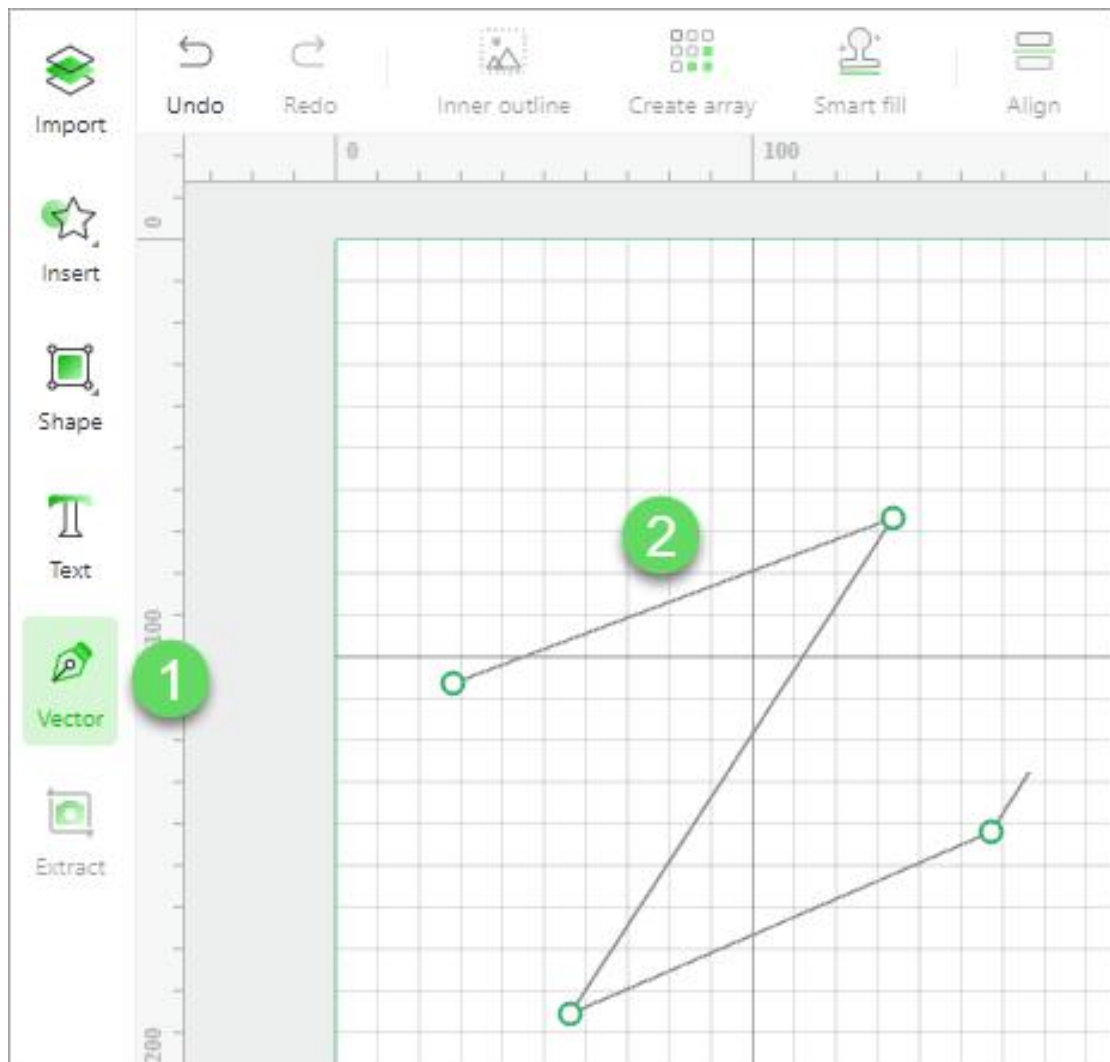 Import
Undo
Redo
Inner outline
Create array
Smart fill
Align
0
100
0
Insert
Shape
2
Text
100
1
Vector
Extract
200